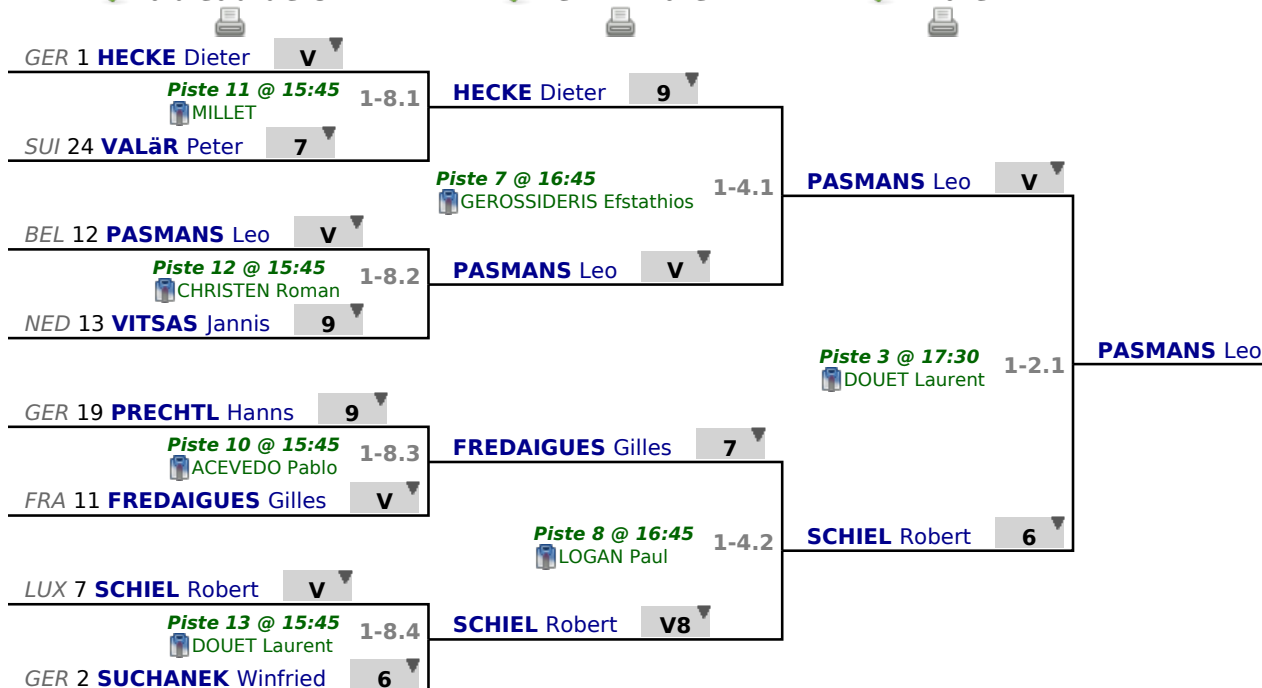 GER 1 HECKE Dieter V
Piste 11 @ 15:45 1-8.1
MILLET
SUI 24 VALäR Peter 7
HECKE Dieter 9
Piste 7 @ 16:45 1-4.1
GEROSSIDERIS Efstathios
BEL 12 PASMANS Leo V
Piste 12 @ 15:45 1-8.2
CHRISTEN Roman
NED 13 VITSAS Jannis 9
PASMANS Leo V
PASMANS Leo V
Piste 3 @ 17:30 1-2.1
DOUET Laurent
PASMANS Leo
GER 19 PRECHTL Hanns 9
Piste 10 @ 15:45 1-8.3
ACEVEDO Pablo
FRA 11 FREDAIGUES Gilles V
FREDAIGUES Gilles 7
Piste 8 @ 16:45 1-4.2
LOGAN Paul
SCHIEL Robert 6
LUX 7 SCHIEL Robert V
Piste 13 @ 15:45 1-8.4
DOUET Laurent
GER 2 SUCHANEK Winfried 6
SCHIEL Robert V8